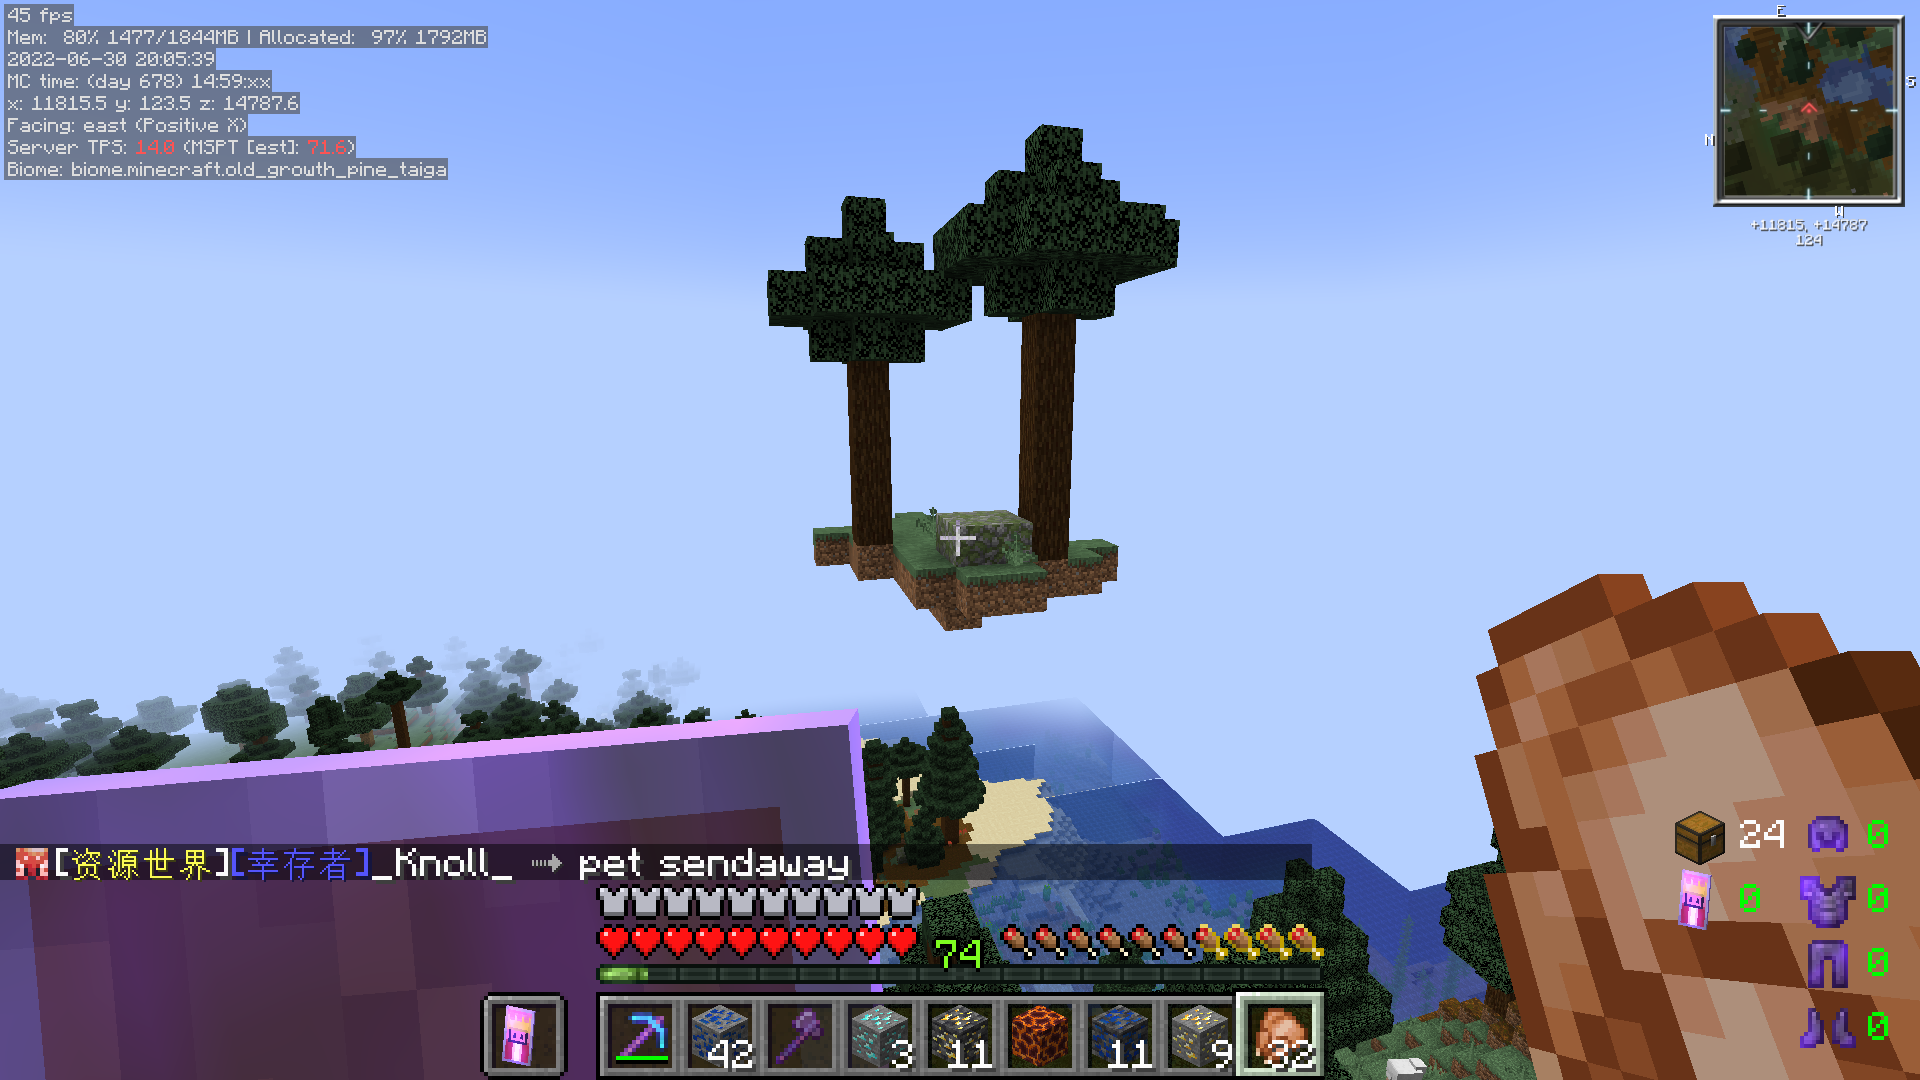 45 fps
Mem: 80% 1477/1844MB | Allocated: 97% 1792MB
2022-06-30 20:05:39
MC time: (day 678) 14:59:xx
x: 11815.5 y: 123.5 z: 14787.6
Facing: east (Positive X)
Server TPS: 14.0 (MSPT [est]: 71.6)
Biome: biome.minecraft.old_growth_pine_taiga
E
S
N
W
+11815, +14787
124
24 0
0 0
0
0
[资源世界][幸存者]_Knoll_ → pet sendaway
74
42 3 11 11 9 32